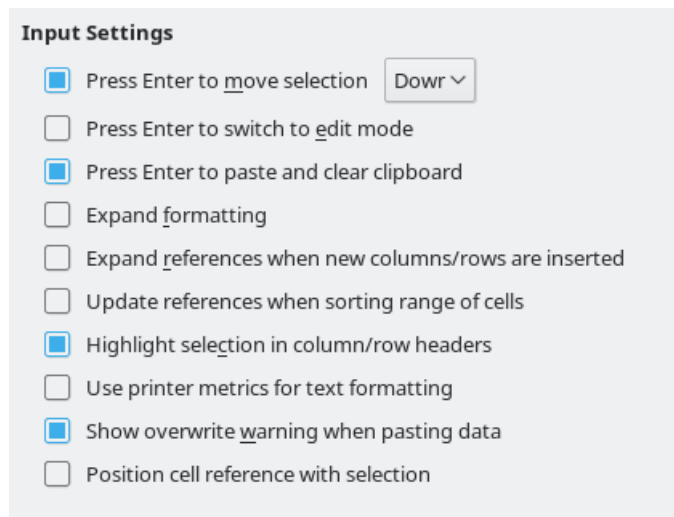 Input Settings
Press Enter to move selection Dowr
Press Enter to switch to edit mode
Press Enter to paste and clear clipboard
Expand formatting
Expand references when new columns/rows are inserted
Update references when sorting range of cells
Highlight selection in column/row headers
Use printer metrics for text formatting
Show overwrite warning when pasting data
Position cell reference with selection